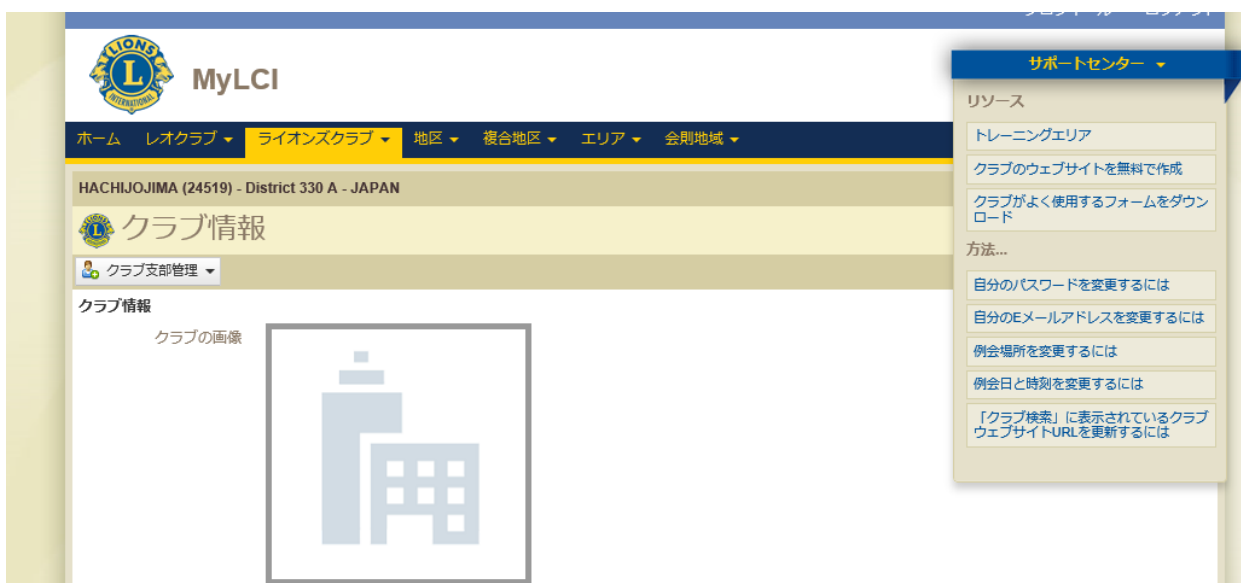 LIONS
L
INTERNATIONAL
MyLCI
サポートセンター
ホーム レオクラブ ライオンズクラブ 地区 複合地区 エリア 会則地域
HACHIJOJIMA (24519) - District 330 A - JAPAN
クラブ情報
クラブ支部管理
クラブ情報
クラブの画像
リソース
トレーニングエリア
クラブのウェブサイトを無料で作成
クラブがよく使用するフォームをダウン
ロード
方法...
自分のパスワードを変更するには
自分のEメールアドレスを変更するには
例会場所を変更するには
例会日と時刻を変更するには
「クラブ検索」に表示されているクラブ
ウェブサイトURLを更新するには